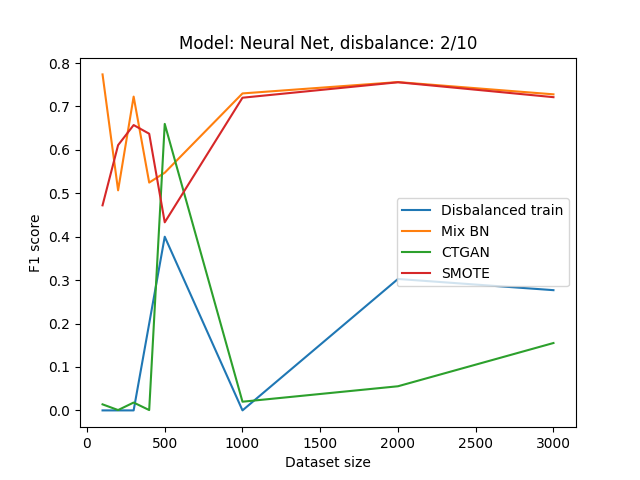 Model: Neural Net, disbalance: 2/10
0.8
0.7
0.6
0.5
0.4
0.3
0.2
0.1
0.0
F1 score
Disbalanced train
Mix BN
CTGAN
SMOTE
0 500 1000 1500 2000 2500 3000
Dataset size